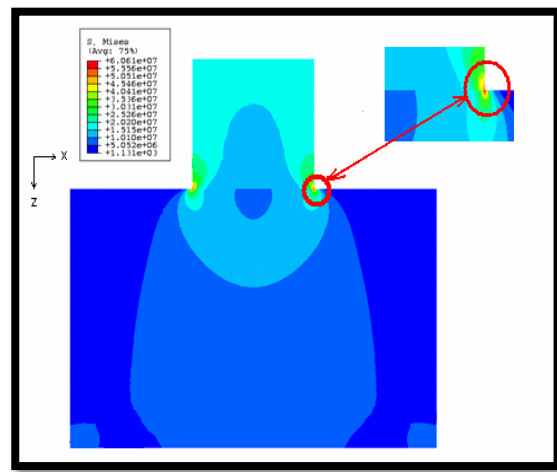 S, Mises
(Avg: 75%)
+6.061e+07
+5.556e+07
+5.051e+07
+4.546e+07
+4.041e+07
+3.536e+07
+3.031e+07
+2.526e+07
+2.020e+07
+1.515e+07
+1.010e+07
+5.052e+06
+1.131e+03
X
Z